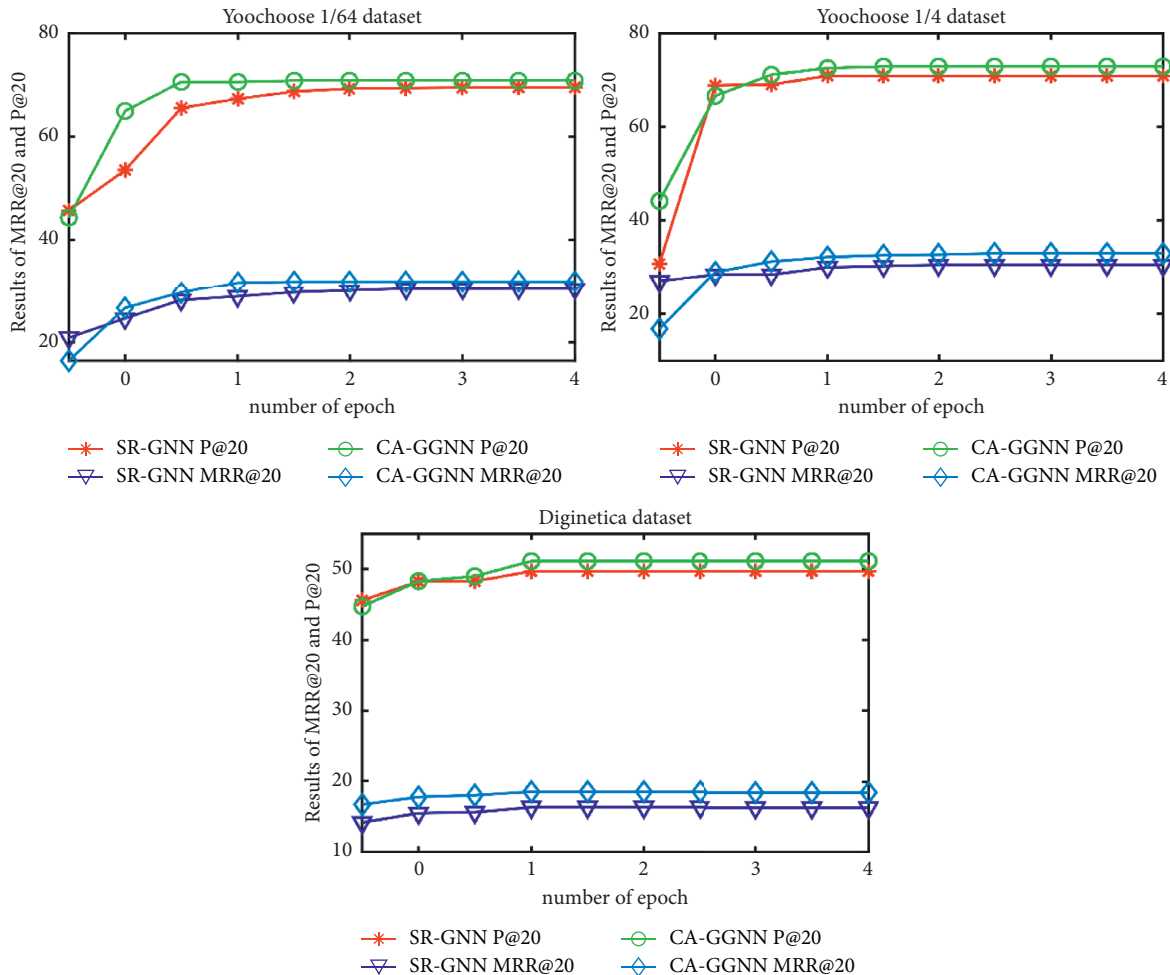 Yoochoose 1/64 dataset
80
60
40
20
Results of MRR@20 and P@20
0 1 2 3 4
number of epoch
SR-GNN P@20
CA-GGNN P@20
SR-GNN MRR@20
CA-GGNN MRR@20
Yoochoose 1/4 dataset
80
60
40
20
Results of MRR@20 and P@20
0 1 2 3 4
number of epoch
SR-GNN P@20
CA-GGNN P@20
SR-GNN MRR@20
CA-GGNN MRR@20
Diginetica dataset
50
40
30
20
10
Results of MRR@20 and P@20
0 1 2 3 4
number of epoch
SR-GNN P@20
CA-GGNN P@20
SR-GNN MRR@20
CA-GGNN MRR@20